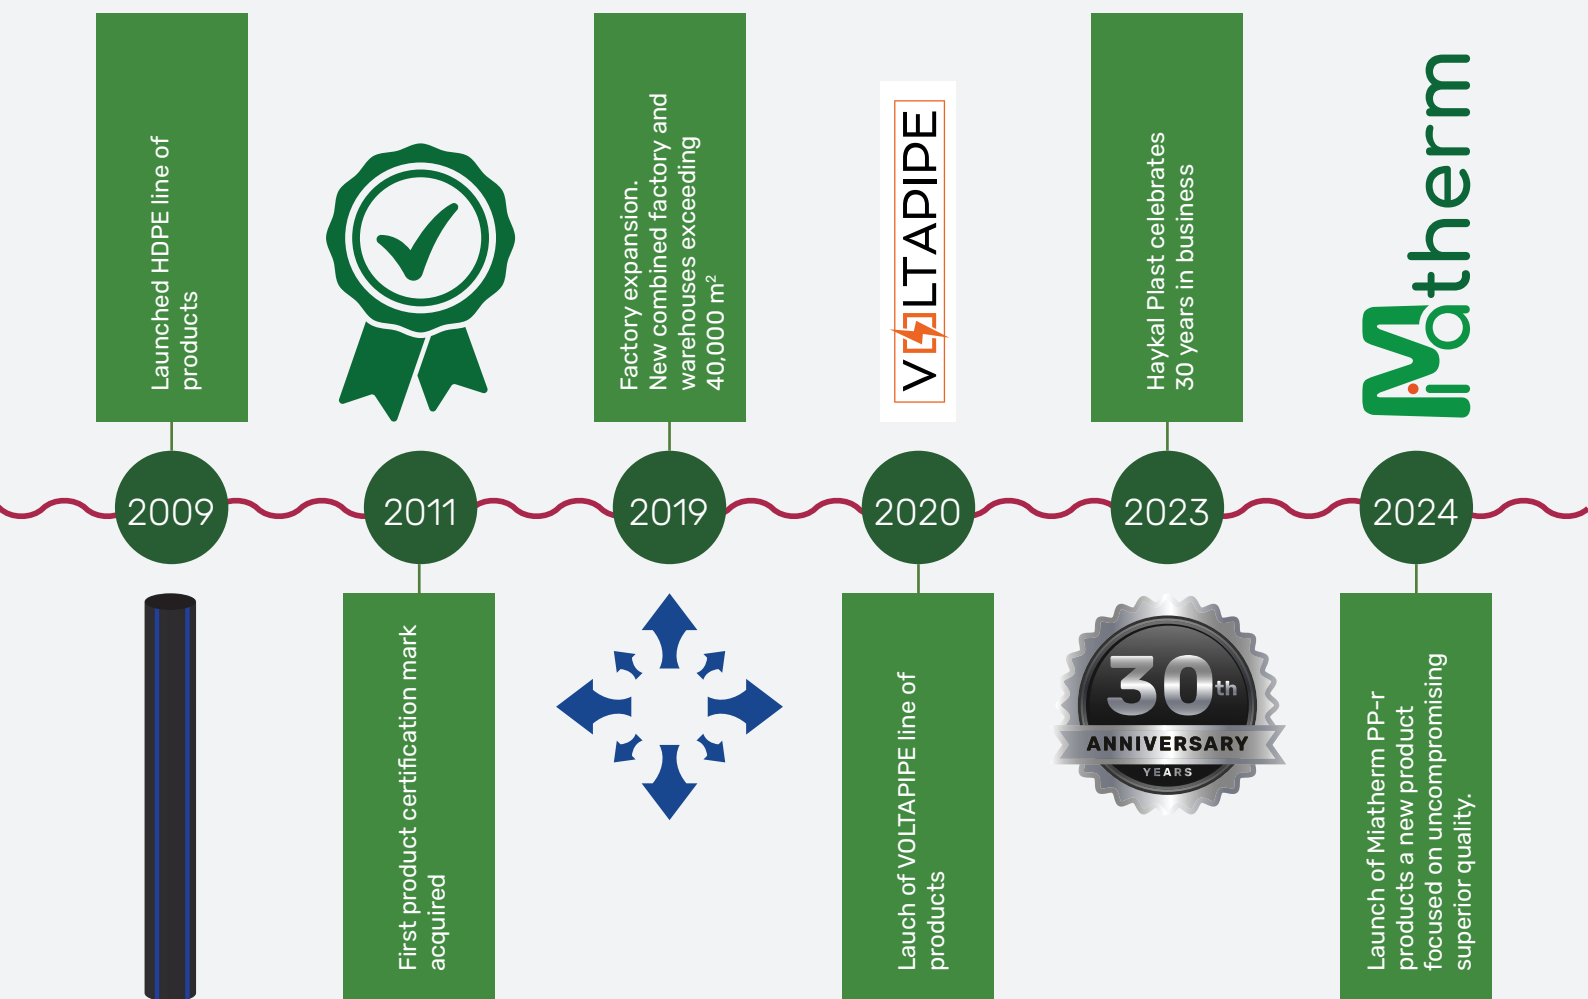 Launched HDPE line of
products
2009
2011
First product certification mark
acquired
Factory expansion.
New combined factory and
warehouses exceeding
40,000 m²
2019
VOLTAPIPE
2020
Lauch of VOLTAPIPE line of
products
Haykal Plast celebrates
30 years in business
2023
30th
ANNIVERSARY
YEARS
Miatherm
2024
Launch of Miatherm PP-r
products a new product
focused on uncompromising
superior quality.